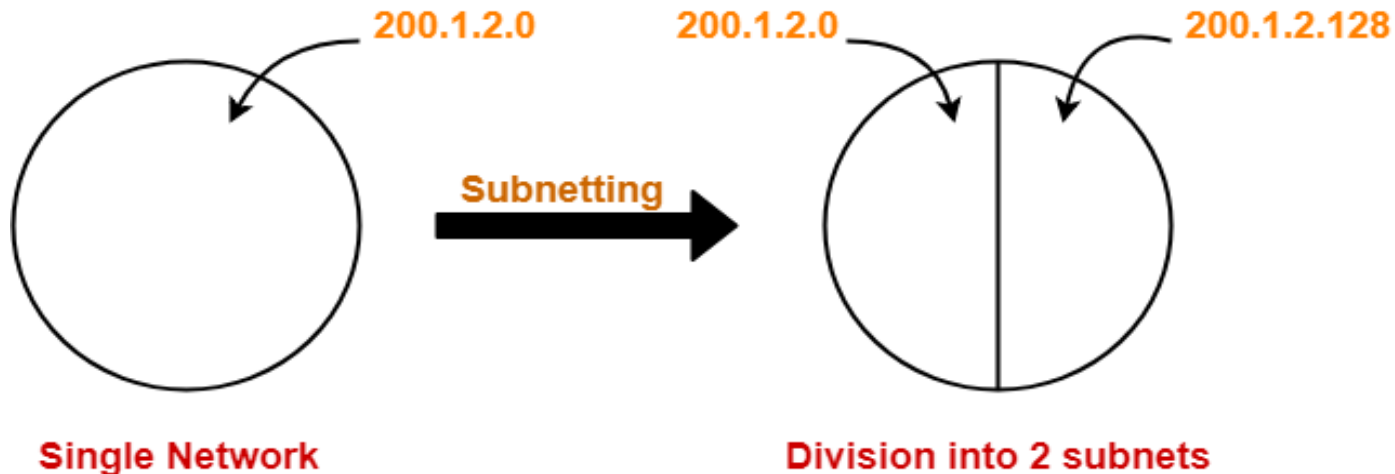 200.1.2.0
200.1.2.0
200.1.2.128
Subnetting
Single Network
Division into 2 subnets